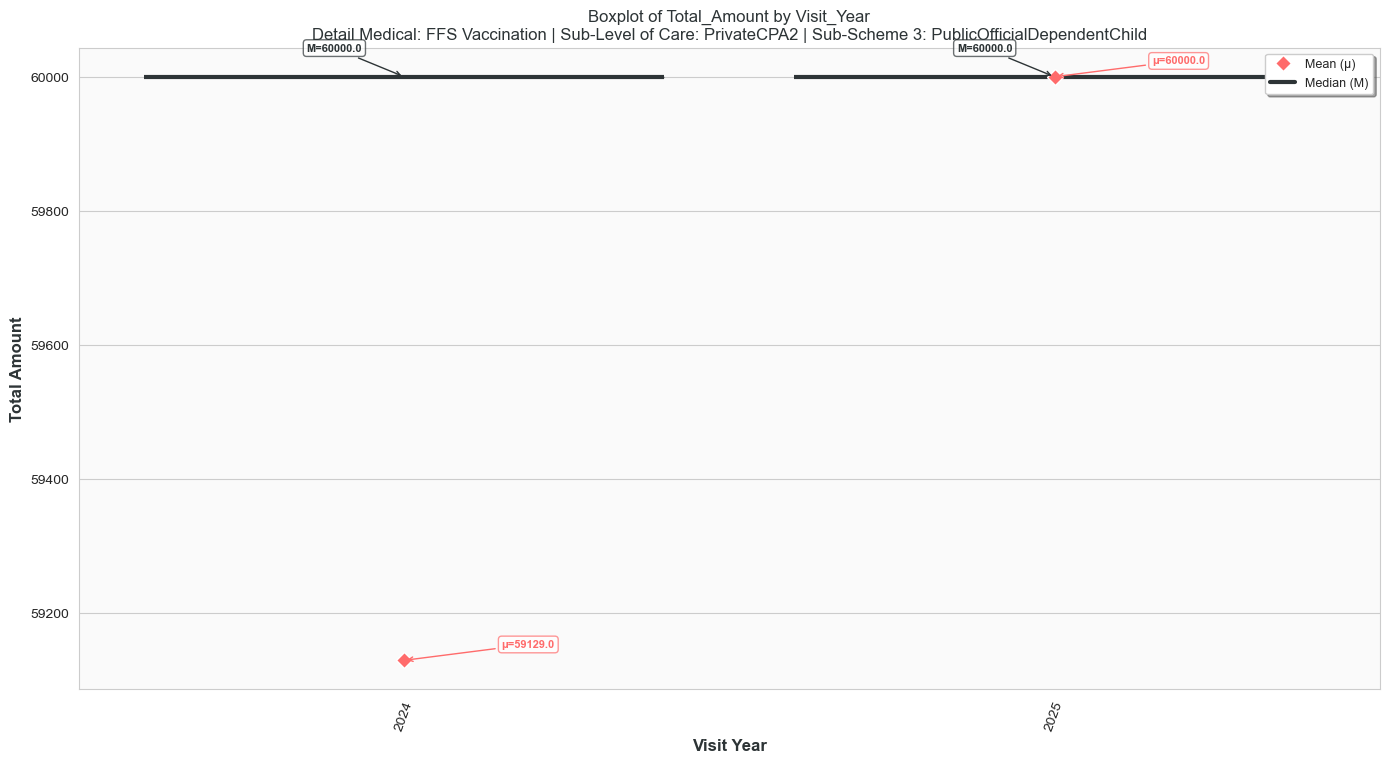 Boxplot of Total_Amount by Visit_Year
Detail Medical: FFS Vaccination | Sub-Level of Care: PrivateCPA2 | Sub-Scheme 3: PublicOfficialDependentChild
M=60000.0
M=60000.0
μ=60000.0
Mean (μ)
Median (M)
60000
59800
59600
59400
59200
Total Amount
μ=59129.0
2024
2025
Visit Year